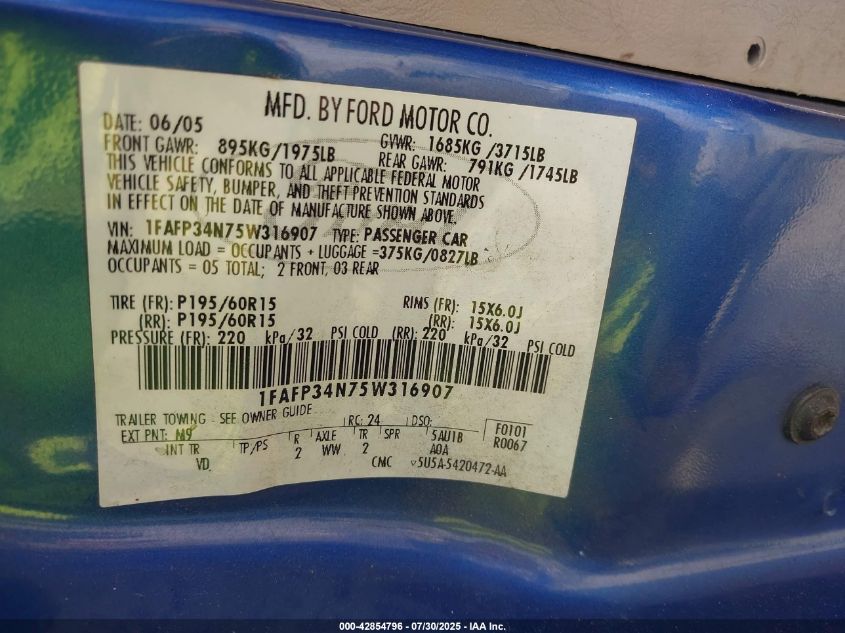 MFD. BY FORD MOTOR CO.
DATE: 06/05 GVWR: 1685KG /3715LB
FRONT GAWR: 895KG/1975LB REAR GAWR: 791KG /1745LB
THIS VEHICLE CONFORMS TO ALL APPLICABLE FEDERAL MOTOR
VEHICLE SAFETY, BUMPER, AND THEFT PREVENTION STANDARDS
IN EFFECT ON THE DATE OF MANUFACTURE SHOWN ABOVE.
VIN: 1FAFP34N75W316907 TYPE: PASSENGER CAR
MAXIMUM LOAD = OCCUPANTS + LUGGAGE =375KG/0827LB
OCCUPANTS = 05 TOTAL; 2 FRONT, 03 REAR
TIRE (FR): P195/60R15 RIMS (FR): 15X6.0J
(RR): P195/60R15 (RR): 15X6.0J
PRESSURE (FR): 220 kPa/32 PSI COLD (RR): 220 kPa/32 PSI COLD
1FAFP34N75W316907
TRAILER TOWING - SEE OWNER GUIDE RC: 24 DSO: F0101
EXT PNT: M9 R0067
INT TR TP/PS R AXLE TR SPR 5AU1B
VD 2 WW 2 A0A
CMC 5U5A-5420472-AA
000-42854796 - 07/30/2025 - IAA Inc.